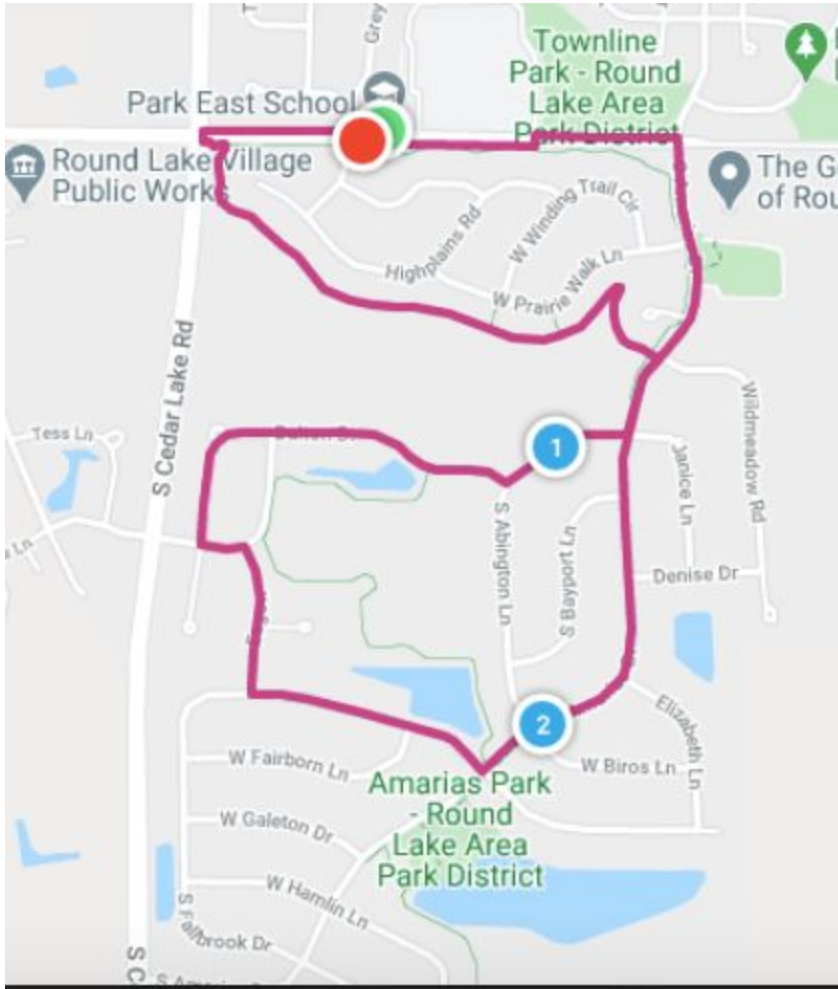 T
Grey
Townline
Park - Round
Lake Area
Park District
Park East School
Round Lake Village
Public Works
The G
of Rou
W Winding Trail Cir
Highplains Rd
W Prairie Walk Ln
S Cedar Lake Rd
Tess Ln
Wildmeadow Rd
Janice Ln
1
S Abington Ln
S Bayport Ln
Ln
Denise Dr
2
Elizabeth Ln
W Fairborn Ln
W Biros Ln
Amarias Park
- Round
Lake Area
Park District
W Galeton Dr
W Hamlin Ln
S Fallbrook Dr
S C